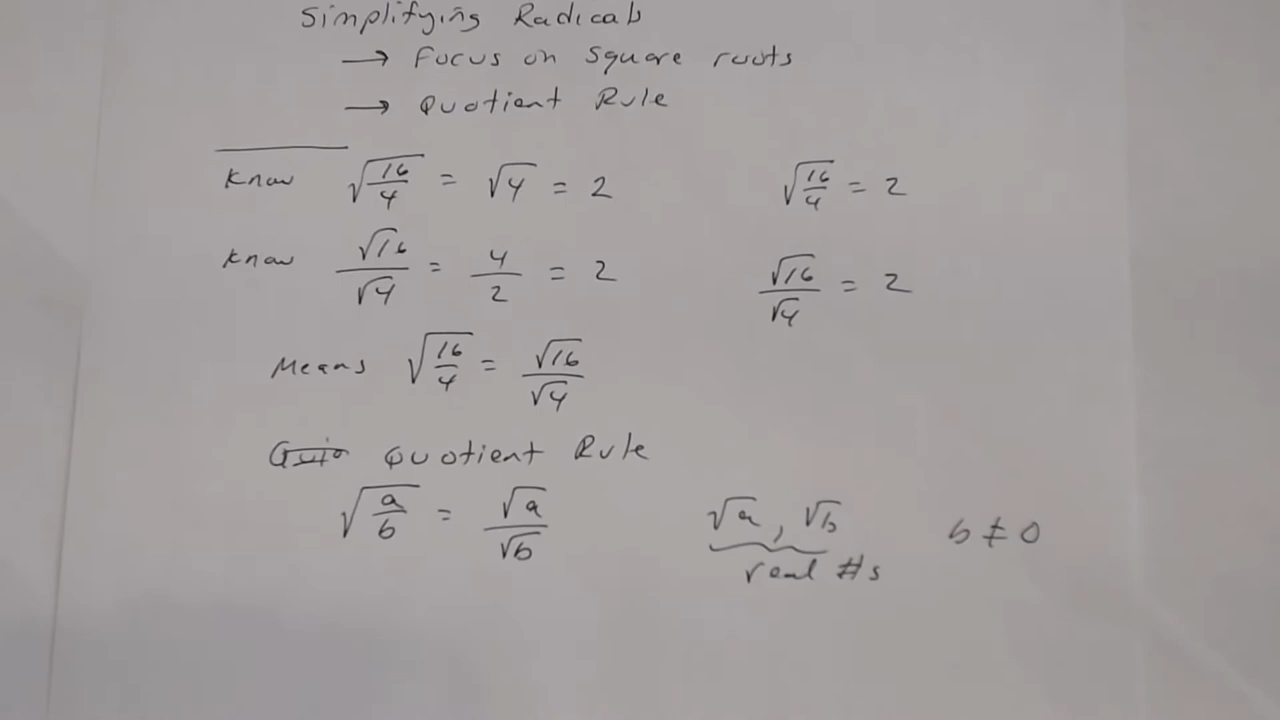 Simplifying Radicals
→ Focus on Square roots
→ Quotient Rule
Know √(16/4) = √4 = 2 √(16/4) = 2
Know √16/√4 = 4/2 = 2 √16/√4 = 2
Means √(16/4) = √16/√4
Quotient Rule
√(a/b) = √a/√b √a, √b b ≠ 0
real #s